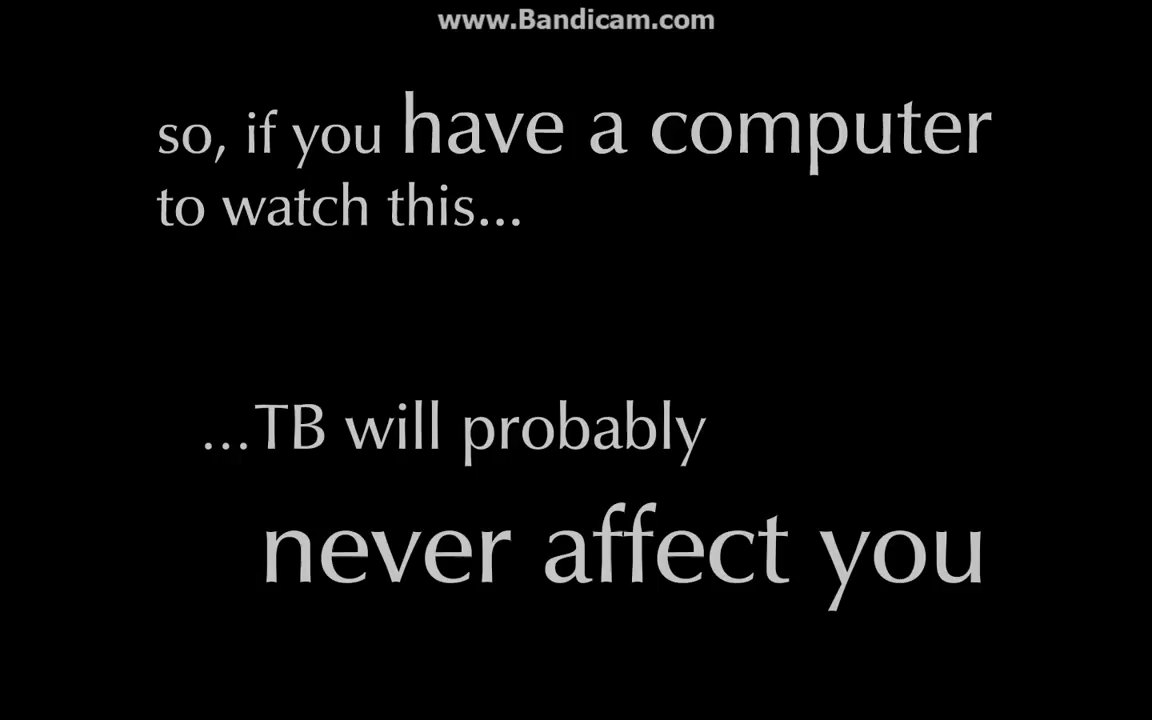 www.Bandicam.com
so, if you have a computer
to watch this...
...TB will probably
never affect you